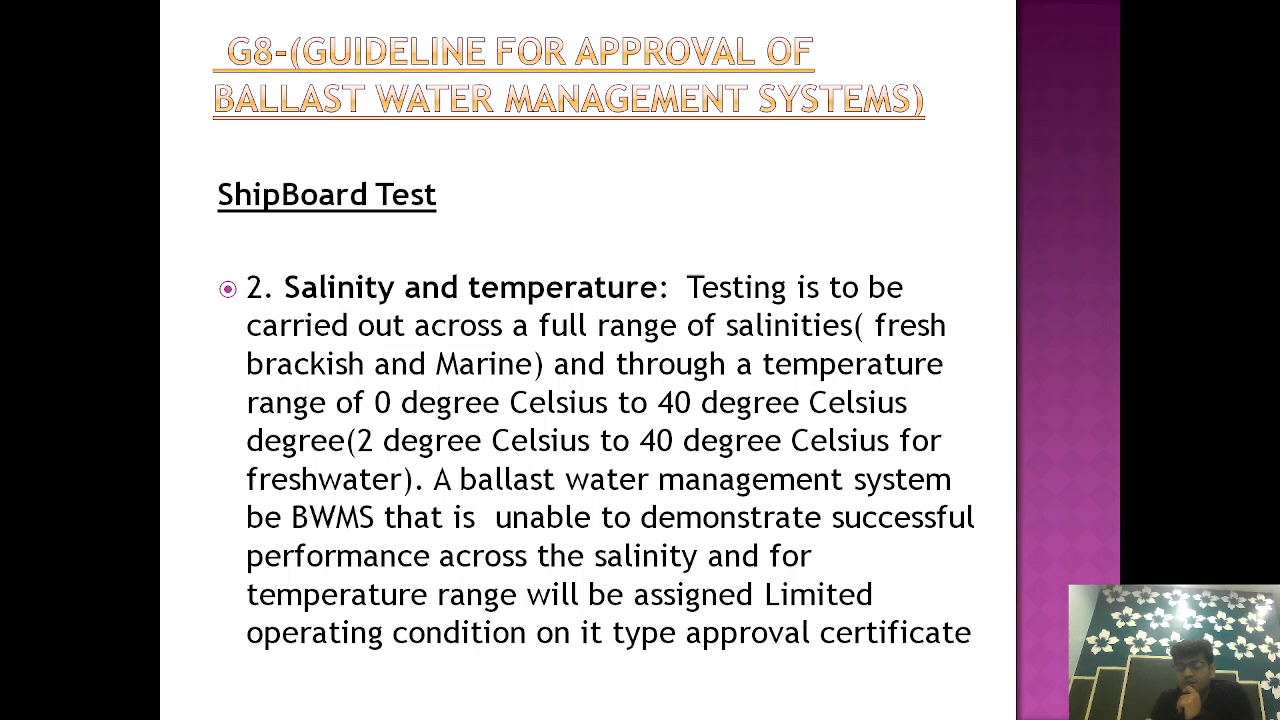 G8-(GUIDELINE FOR APPROVAL OF
BALLAST WATER MANAGEMENT SYSTEMS)
ShipBoard Test
2. Salinity and temperature: Testing is to be
carried out across a full range of salinities( fresh
brackish and Marine) and through a temperature
range of 0 degree Celsius to 40 degree Celsius
degree(2 degree Celsius to 40 degree Celsius for
freshwater). A ballast water management system
be BWMS that is unable to demonstrate successful
performance across the salinity and for
temperature range will be assigned Limited
operating condition on it type approval certificate